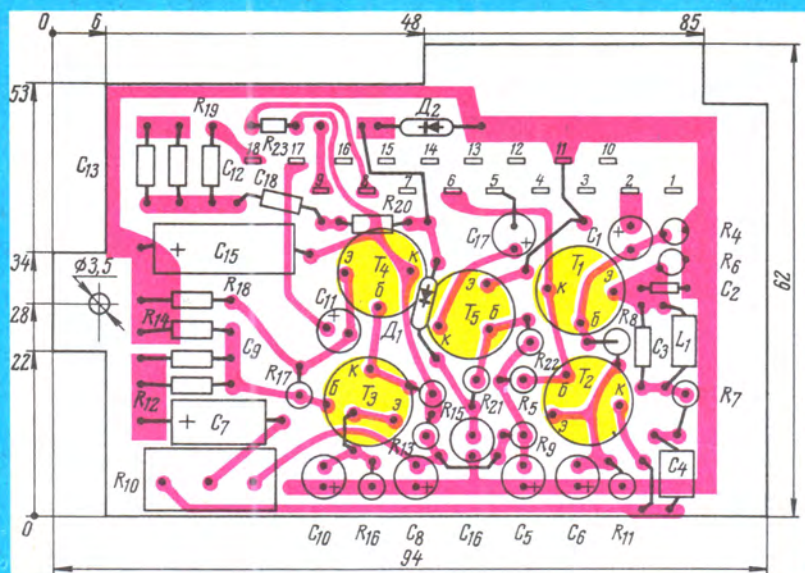 0 6 48 85
53
R19
Д2
R23
18 17 16 15 14 13 12 11 10
C13
C12
C18
9 8 7 6 5 4 3 2 1
R20
C17
C1
R4
+ C15
T4
к
э
T1
R6
34
ø3,5
R18
C11
б
T5
к
C2
62
28
R14
Д1
к
б
б
R8
C3
L1
22
C9
R17
к
R22
T2
б
к
R12
б
T3
э
R15
R21
R5
э
R7
+ C7
R13
R9
C4
R10
0
C10 R16 C8 C16 C5 C6 R11
94